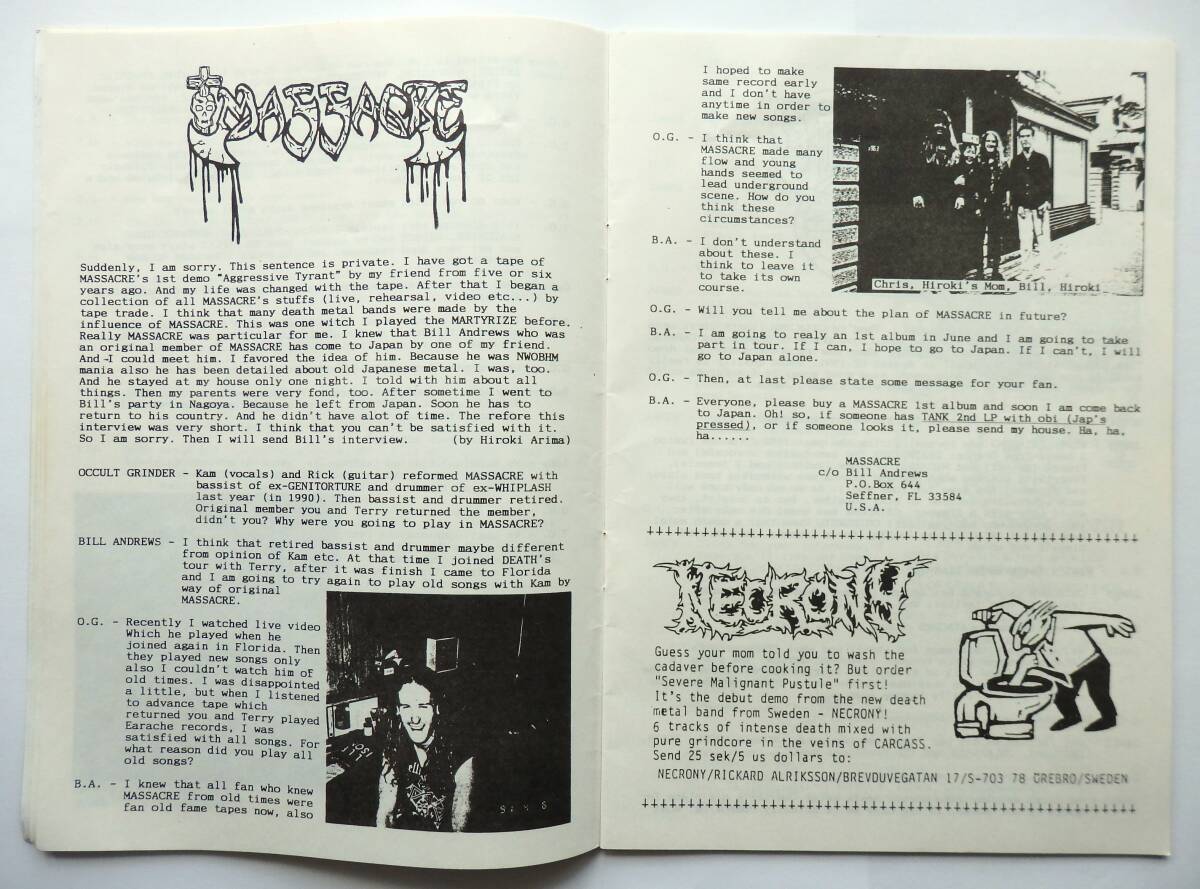 MASSACRE
Suddenly, I am sorry. This sentence is private. I have got a tape of
MASSACRE's 1st demo "Aggressive Tyrant" by my friend from five or six
years ago. And my life was changed with the tape. After that I began a
collection of all MASSACRE's stuffs (live, rehearsal, video etc...) by
tape trade. I think that many death metal bands were made by the
influence of MASSACRE. This was one witch I played the MARTYRIZE before.
Really MASSACRE was particular for me. I knew that Bill Andrews who was
an original member of MASSACRE has come to Japan by one of my friend.
And I could meet him. I favored the idea of him. Because he was NWOBHM
mania also he has been detailed about old Japanese metal. I was, too.
And he stayed at my house only one night. I told with him about all
things. Then my parents were very fond, too. After sometime I went to
Bill's party in Nagoya. Because he left from Japan. Soon he has to
return to his country. And he didn't have alot of time. The refore this
interview was very short. I think that you can't be satisfied with it.
So I am sorry. Then I will send Bill's interview. (by Hiroki Arima)
OCCULT GRINDER - Kam (vocals) and Rick (guitar) reformed MASSACRE with
bassist of ex-GENITORTURE and drummer of ex-WHIPLASH
last year (in 1990). Then bassist and drummer retired.
Original member you and Terry returned the member,
didn't you? Why were you going to play in MASSACRE?
BILL ANDREWS - I think that retired bassist and drummer maybe different
from opinion of Kam etc. At that time I joined DEATH's
tour with Terry, after it was finish I came to Florida
and I am going to try again to play old songs with Kam by
way of original
MASSACRE.
O.G. - Recently I watched live video
Which he played when he
joined again in Florida. Then
they played new songs only
also I couldn't watch him of
old times. I was disappointed
a little, but when I listened
to advance tape which
returned you and Terry played
Earache records, I was
satisfied with all songs. For
what reason did you play all
old songs?
B.A. - I knew that all fan who knew
MASSACRE from old times were
fan old fame tapes now, also
I hoped to make
same record early
and I don't have
anytime in order to
make new songs.
O.G. - I think that
MASSACRE made many
flow and young
hands seemed to
lead underground
scene. How do you
think these
circumstances?
B.A. - I don't understand
about these. I
think to leave it
to take its own
course.
Chris, Hiroki's Mom, Bill, Hiroki
O.G. - Will you tell me about the plan of MASSACRE in future?
B.A. - I am going to realy an 1st album in June and I am going to take
part in tour. If I can, I hope to go to Japan. If I can't, I will
go to Japan alone.
O.G. - Then, at last please state some message for your fan.
B.A. - Everyone, please buy a MASSACRE 1st album and soon I am come back
to Japan. Oh! so, if someone has TANK 2nd LP with obi (Jap's
pressed), or if someone looks it, please send my house. Ha, ha,
ha......
MASSACRE
c/o Bill Andrews
P.O.Box 644
Seffner, FL 33584
U.S.A.
NECRONY
Guess your mom told you to wash the
cadaver before cooking it? But order
"Severe Malignant Pustule" first!
It's the debut demo from the new death
metal band from Sweden - NECRONY!
6 tracks of intense death mixed with
pure grindcore in the veins of CARCASS.
Send 25 sek/5 us dollars to:
NECRONY/RICKARD ALRIKSSON/BREVDUVEGATAN 17/S-703 78 ÖREBRO/SWEDEN